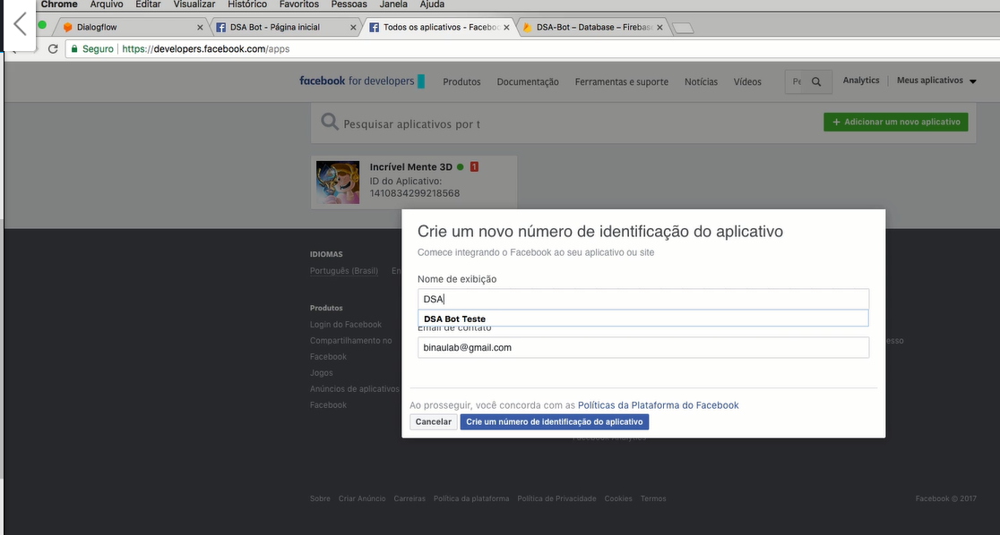 Chrome Arquivo Editar Visualizar Histórico Favoritos Pessoas Janela Ajuda
Dialogflow
DSA Bot - Página inicial
Todos os aplicativos - Facebo
DSA-Bot – Database – Firebas
Seguro https://developers.facebook.com/apps
facebook for developers Produtos Documentação Ferramentas e suporte Notícias Vídeos Pe Analytics Meus aplicativos
Pesquisar aplicativos por t
+ Adicionar um novo aplicativo
Incrível Mente 3D 1
ID do Aplicativo:
1410834299218568
Crie um novo número de identificação do aplicativo
Comece integrando o Facebook ao seu aplicativo ou site
Nome de exibição
DSA
DSA Bot Teste
Email de contato
binaulab@gmail.com
Ao prosseguir, você concorda com as Políticas da Plataforma do Facebook
Cancelar Crie um número de identificação do aplicativo
IDIOMAS
Português (Brasil) En
Produtos
Login do Facebook
Compartilhamento no
Facebook
Jogos
Anúncios de aplicativos
Facebook
esso
Facebook Analytics
Sobre Criar Anúncio Carreiras Política da plataforma Política de Privacidade Cookies Termos Facebook © 2017